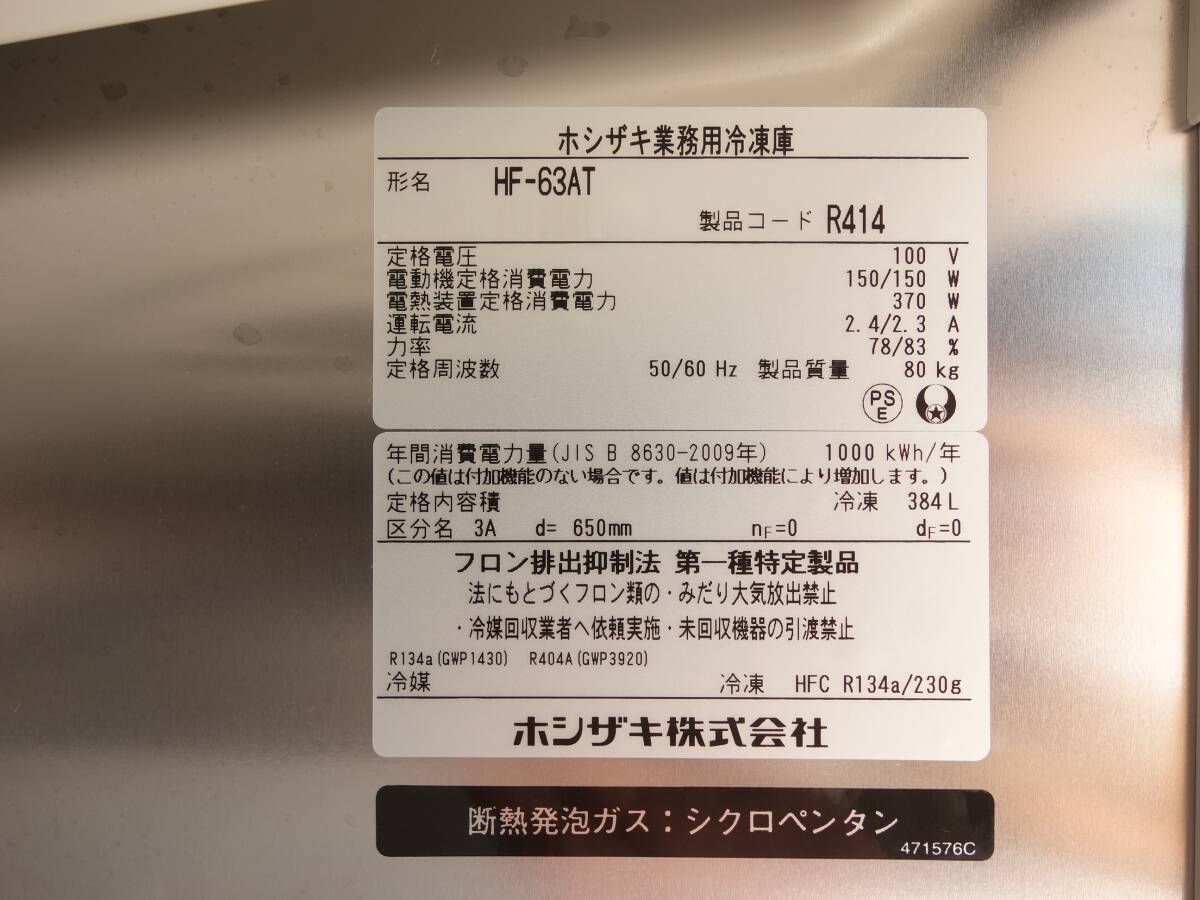 ホシザキ業務用冷凍庫
形名 HF-63AT
製品コード R414
定格電圧 100 V
電動機定格消費電力 150/150 W
電熱装置定格消費電力 370 W
運転電流 2.4/2.3 A
力率 78/83 %
定格周波数 50/60 Hz 製品質量 80 kg
PS
E
年間消費電力量(JIS B 8630-2009年) 1000 kWh/年
(この値は付加機能のない場合です。値は付加機能により増加します。)
定格内容積 冷凍 384L
区分名 3A d= 650mm nF=0 dF=0
フロン排出抑制法 第一種特定製品
法にもとづくフロン類の・みだり大気放出禁止
・冷媒回収業者へ依頼実施・未回収機器の引渡禁止
R134a(GWP1430) R404A(GWP3920)
冷媒 冷凍 HFC R134a/230g
ホシザキ株式会社
断熱発泡ガス:シクロペンタン
471576C